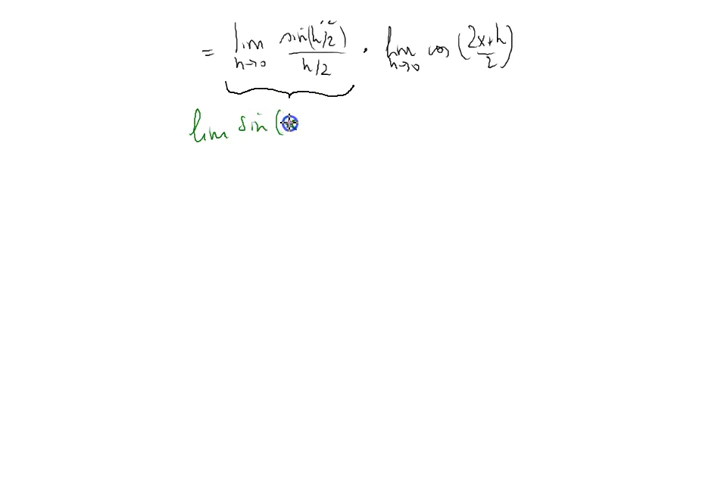 = lim h→0 sin(h/2) / h/2 · lim h→0 cos (2x+h / 2)
lim sin (